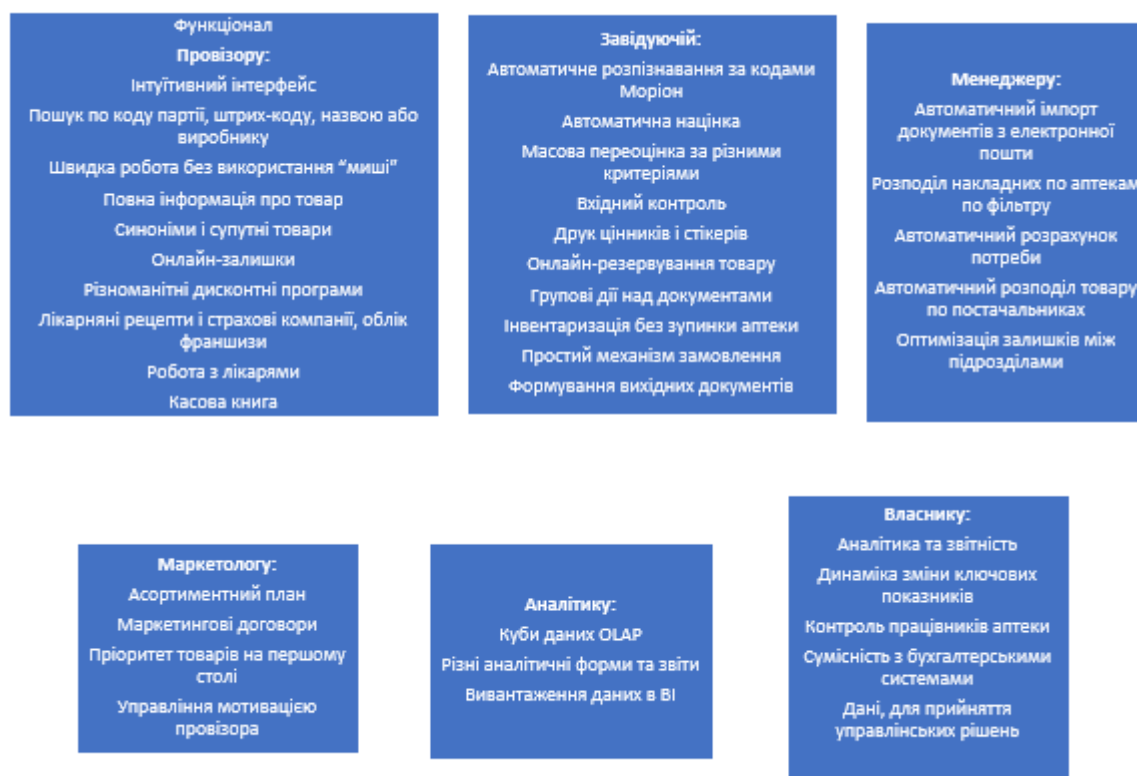 Функціонал
Провізору:
Інтуїтивний інтерфейс
Пошук по коду партії, штрих-коду, назвою або
виробнику
Швидка робота без використання “миші”
Повна інформація про товар
Синоніми і супутні товари
Онлайн-залишки
Різноманітні дисконтні програми
Лікарняні рецепти і страхові компанії, облік
франшизи
Робота з лікарями
Касова книга
Завідуючій:
Автоматичне розпізнавання за кодами
Моріон
Автоматична націнка
Масова переоцінка за різними
критеріями
Вхідний контроль
Друк цінників і стікерів
Онлайн-резервування товару
Групові дії над документами
Інвентаризація без зупинки аптеки
Простий механізм замовлення
Формування вихідних документів
Менеджеру:
Автоматичний імпорт
документів з електронної
пошти
Розподіл накладних по аптекам
по фільтру
Автоматичний розрахунок
потреби
Автоматичний розподіл товару
по постачальниках
Оптимізація залишків між
підрозділами
Маркетологу:
Асортиментний план
Маркетингові договори
Пріоритет товарів на першому
столі
Управління мотивацією
провізора
Аналітику:
Куби даних OLAP
Різні аналітичні форми та звіти
Вивантаження даних в BI
Власнику:
Аналітика та звітність
Динаміка зміни ключових
показників
Контроль працівників аптеки
Сумісність з бухгалтерськими
системами
Дані, для прийняття
управлінських рішень